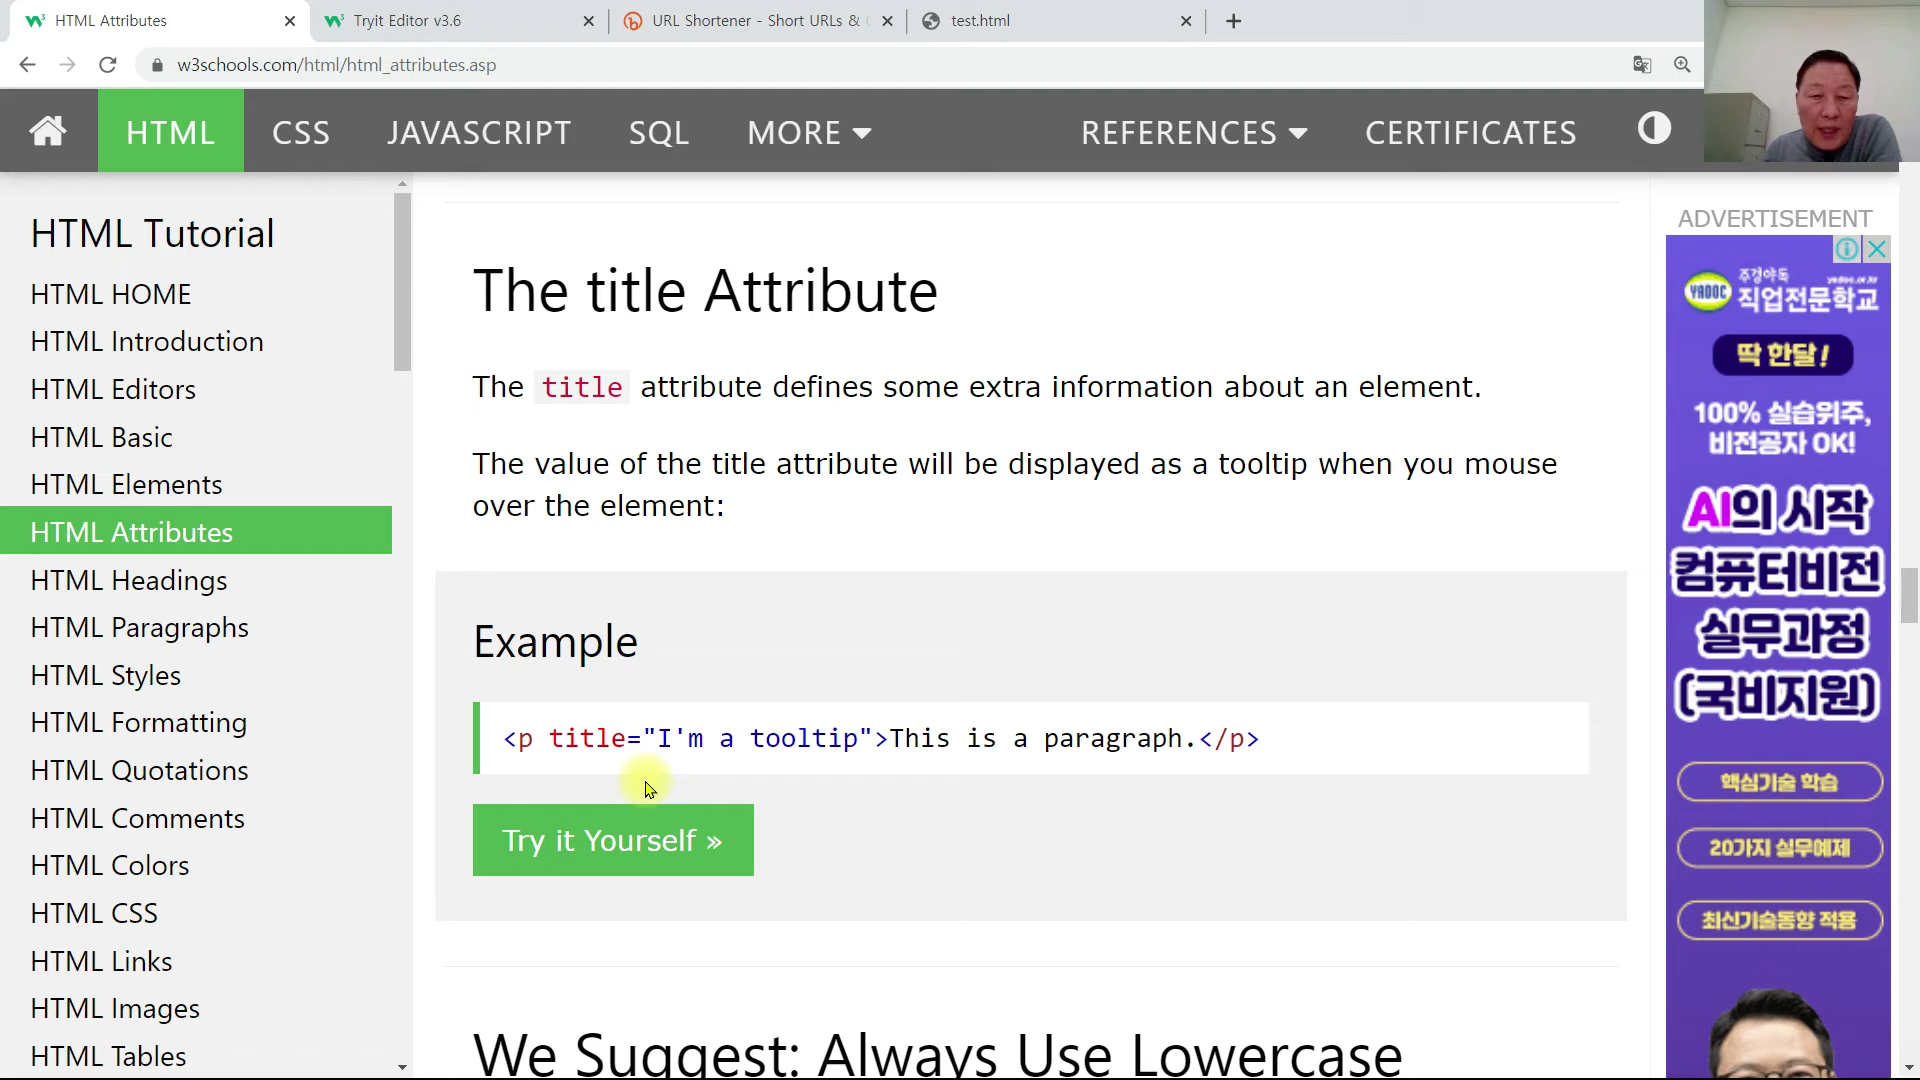 HTML Attributes
Tryit Editor v3.6
URL Shortener - Short URLs &
test.html
w3schools.com/html/html_attributes.asp
HTML
CSS
JAVASCRIPT
SQL
MORE
REFERENCES
CERTIFICATES
HTML Tutorial
HTML HOME
HTML Introduction
HTML Editors
HTML Basic
HTML Elements
HTML Attributes
HTML Headings
HTML Paragraphs
HTML Styles
HTML Formatting
HTML Quotations
HTML Comments
HTML Colors
HTML CSS
HTML Links
HTML Images
HTML Tables
The title Attribute
The title attribute defines some extra information about an element.
The value of the title attribute will be displayed as a tooltip when you mouse
over the element:
Example
<p title="I'm a tooltip">This is a paragraph.</p>
Try it Yourself »
We Suggest: Always Use Lowercase
ADVERTISEMENT
YADOC
주경야독
직업전문학교
딱 한달!
100% 실습위주,
비전공자 OK!
AI의 시작
컴퓨터비전
실무과정
(국비지원)
핵심기술 학습
20가지 실무예제
최신기술동향 적용